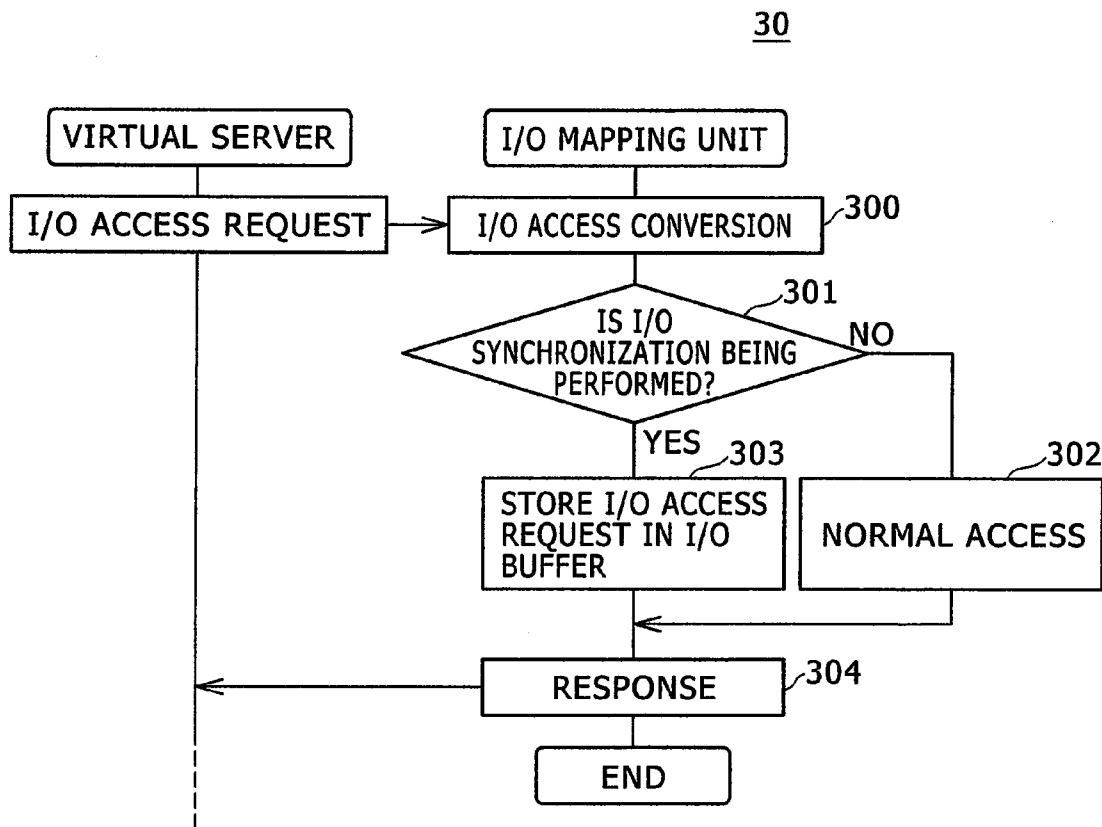 30
VIRTUAL SERVER
I/O MAPPING UNIT
I/O ACCESS REQUEST
I/O ACCESS CONVERSION
300
301
IS I/O
SYNCHRONIZATION BEING
PERFORMED?
NO
YES
303
302
STORE I/O ACCESS
REQUEST IN I/O
BUFFER
NORMAL ACCESS
RESPONSE
304
END